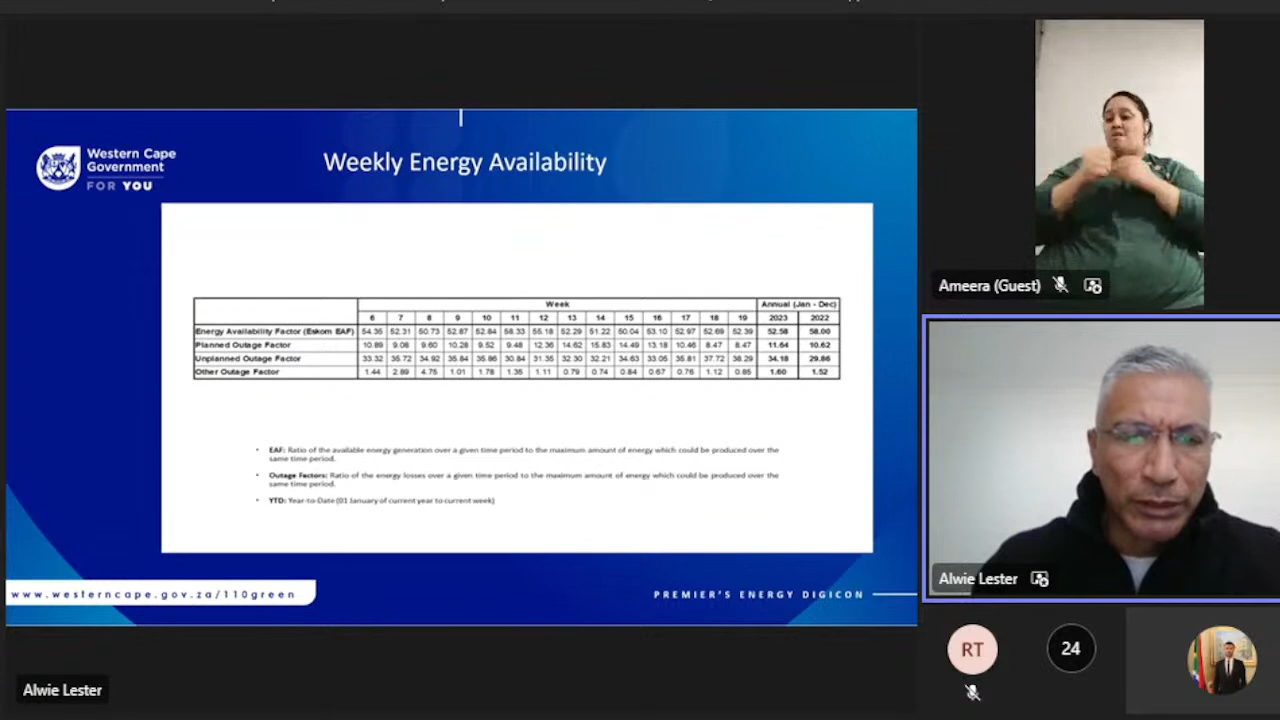 Western Cape
Government
FOR YOU
Weekly Energy Availability
Week
Annual (Jan - Dec)
6 7 8 9 10 11 12 13 14 15 16 17 18 19 2023 2022
Energy Availability Factor (Eskom EAF) 54.35 52.31 50.73 52.87 52.84 58.33 55.18 52.29 51.22 50.04 53.10 52.97 52.69 52.39 52.58 58.00
Planned Outage Factor 10.89 9.08 9.60 10.28 9.52 9.48 12.36 14.62 15.83 14.49 13.18 10.46 8.47 8.47 11.64 10.62
Unplanned Outage Factor 33.32 35.72 34.92 35.84 35.86 30.84 31.35 32.30 32.21 34.63 33.05 35.81 37.72 38.29 34.18 29.86
Other Outage Factor 1.44 2.89 4.75 1.01 1.78 1.35 1.11 0.79 0.74 0.84 0.67 0.76 1.12 0.85 1.60 1.52
• EAF: Ratio of the available energy generation over a given time period to the maximum amount of energy which could be produced over the
same time period.
• Outage Factors: Ratio of the energy losses over a given time period to the maximum amount of energy which could be produced over the
same time period.
• YTD: Year-to-Date (01 January of current year to current week)
www.westerncape.gov.za/110green
PREMIER'S ENERGY DIGICON
Alwie Lester
Ameera (Guest)
Alwie Lester
RT
24